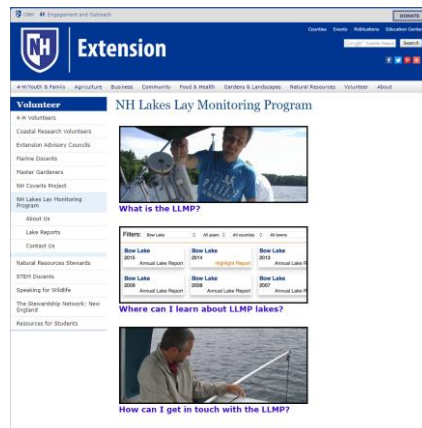 UNH Engagement and Outreach
DONATE
Counties Events Publications Education Center
NH Extension
Search
4-H/Youth & Family Agriculture Business Community Food & Health Gardens & Landscapes Natural Resources Volunteer About
Volunteer
4-H Volunteers
Coastal Research Volunteers
Extension Advisory Councils
Marine Docents
Master Gardeners
NH Coverts Project
NH Lakes Lay Monitoring
Program
About Us
Lake Reports
Contact Us
Natural Resources Stewards
STEM Docents
Speaking for Wildlife
The Stewardship Network: New
England
Resources for Students
NH Lakes Lay Monitoring Program
What is the LLMP?
Filters: Bow Lake All years All counties All towns
Bow Lake Bow Lake Bow Lake
2015 2014 2013
Annual Lake Report Highlight Report Annual Lake R
Bow Lake Bow Lake Bow Lake
2009 2008 2007
Annual Lake Report Annual Lake Report Annual Lake R
Where can I learn about LLMP lakes?
How can I get in touch with the LLMP?